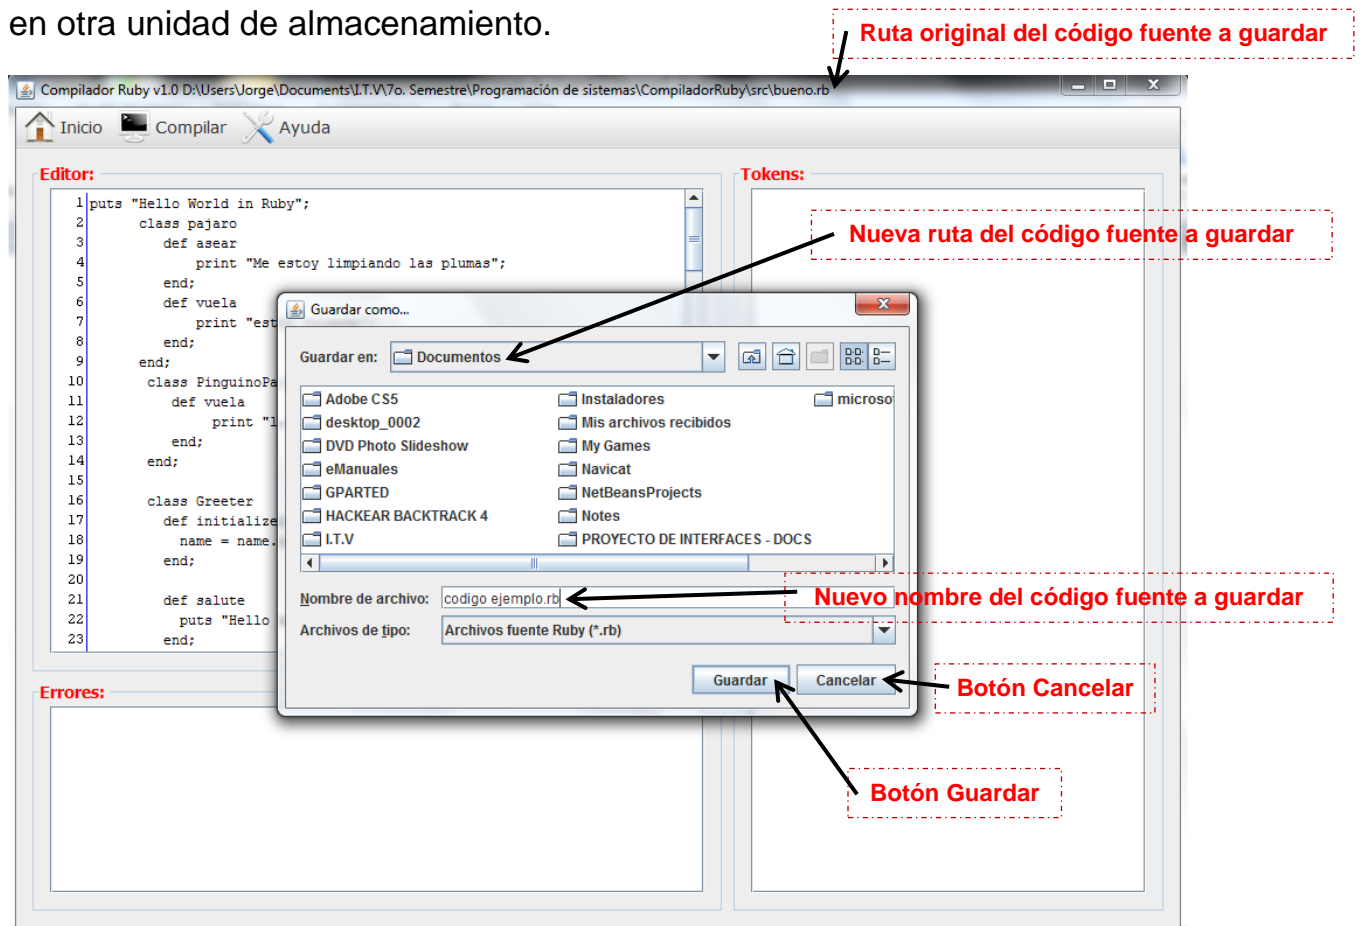 en otra unidad de almacenamiento.
Ruta original del código fuente a guardar
Compilador Ruby v1.0 D:\Users\Jorge\Documents\I.T.V\7o. Semestre\Programación de sistemas\CompiladorRuby\src\bueno.rb
Inicio Compilar Ayuda
Editor:
Tokens:
1 puts "Hello World in Ruby";
2 class pajaro
3 def asear
4 print "Me estoy limpiando las plumas";
5 end;
6 def vuela
7 print "est
8 end;
9 end;
10 class PinguinoPa
11 def vuela
12 print "l
13 end;
14 end;
15
16 class Greeter
17 def initialize
18 name = name.
19 end;
20
21 def salute
22 puts "Hello
23 end;
Nueva ruta del código fuente a guardar
Guardar como...
Guardar en: Documentos
Adobe CS5 Instaladores microso
desktop_0002 Mis archivos recibidos
DVD Photo Slideshow My Games
eManuales Navicat
GPARTED NetBeansProjects
HACKEAR BACKTRACK 4 Notes
I.T.V PROYECTO DE INTERFACES - DOCS
Nombre de archivo: codigo ejemplo.rb
Nuevo nombre del código fuente a guardar
Archivos de tipo: Archivos fuente Ruby (*.rb)
Guardar Cancelar
Botón Cancelar
Errores:
Botón Guardar